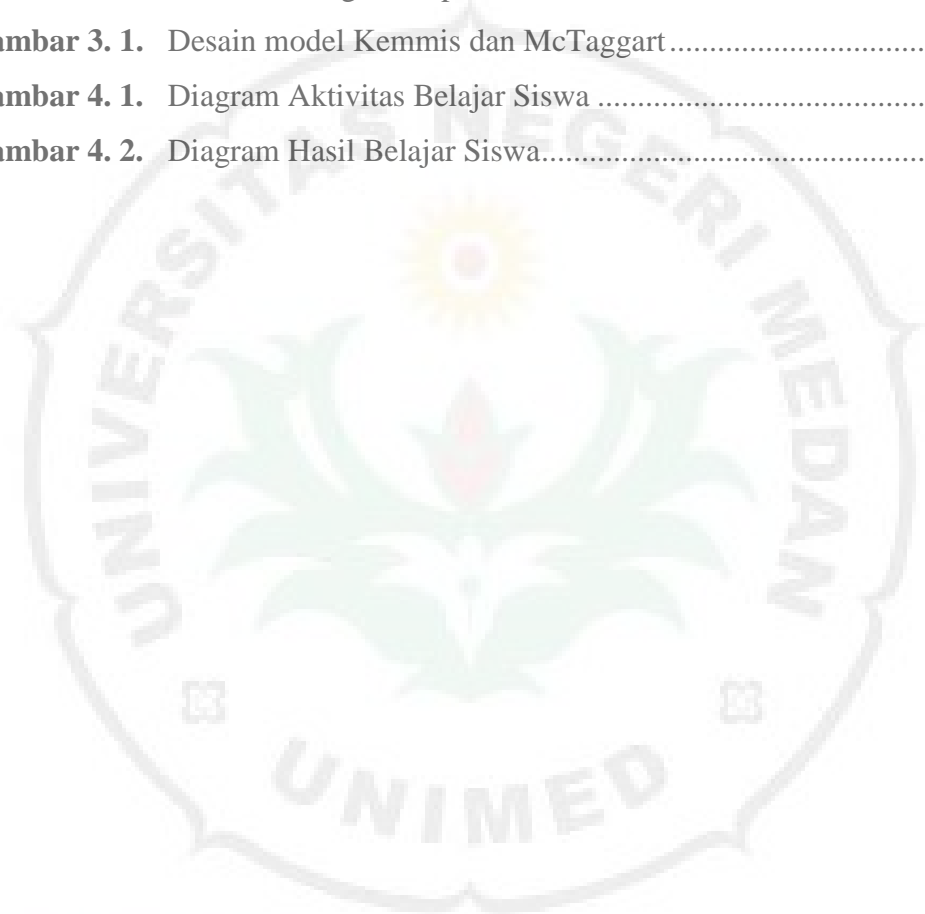 ambar 3. 1. Desain model Kemmis dan McTaggart...............................
ambar 4. 1. Diagram Aktivitas Belajar Siswa ........................................
ambar 4. 2. Diagram Hasil Belajar Siswa...............................................
UNIVERSITAS NEGERI MEDAN
UNIMED